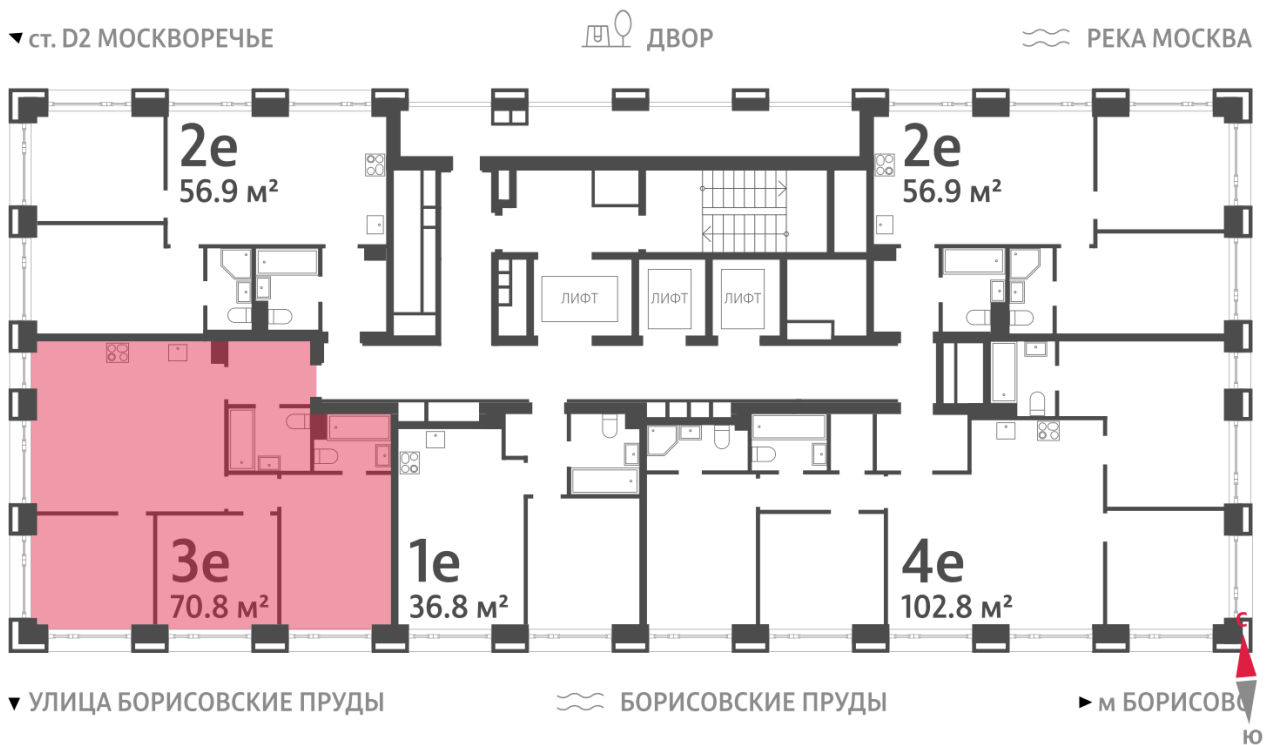 ст. D2 МОСКВОРЕЧЬЕ
ДВОР
РЕКА МОСКВА
2е
56.9 м²
2е
56.9 м²
ЛИФТ
ЛИФТ
ЛИФТ
3е
70.8 м²
1е
36.8 м²
4е
102.8 м²
С
УЛИЦА БОРИСОВСКИЕ ПРУДЫ
БОРИСОВСКИЕ ПРУДЫ
м БОРИСОВО
Ю